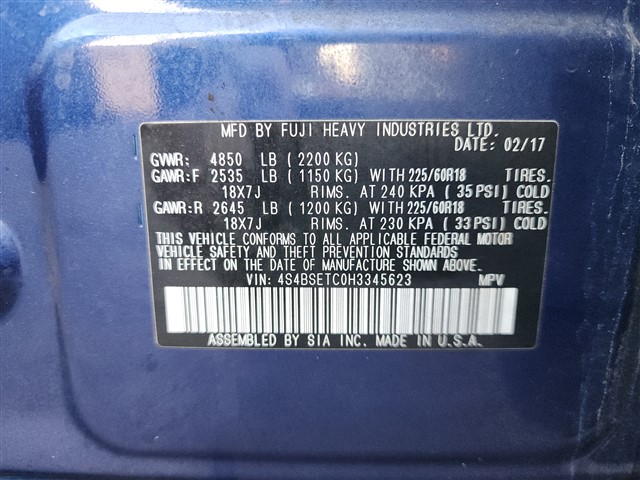 MFD BY FUJI HEAVY INDUSTRIES LTD.
DATE: 02/17
GVWR: 4850 LB (2200 KG)
GAWR:F 2535 LB (1150 KG) WITH 225/60R18 TIRES.
18X7J RIMS. AT 240 KPA (35 PSI) COLD
GAWR:R 2645 LB (1200 KG) WITH 225/60R18 TIRES.
18X7J RIMS. AT 230 KPA (33 PSI) COLD
THIS VEHICLE CONFORMS TO ALL APPLICABLE FEDERAL MOTOR
VEHICLE SAFETY AND THEFT PREVENTION STANDARDS
IN EFFECT ON THE DATE OF MANUFACTURE SHOWN ABOVE.
VIN: 4S4BSETC0H3345623 MPV
ASSEMBLED BY SIA INC. MADE IN U.S.A.